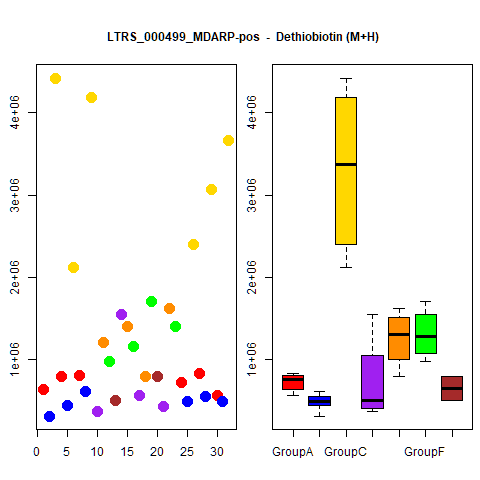 LTRS_000499_MDARP-pos - Dethiobiotin (M+H)
4e+06
3e+06
2e+06
1e+06
0 5 10 15 20 25 30
4e+06
3e+06
2e+06
1e+06
GroupA GroupC GroupF